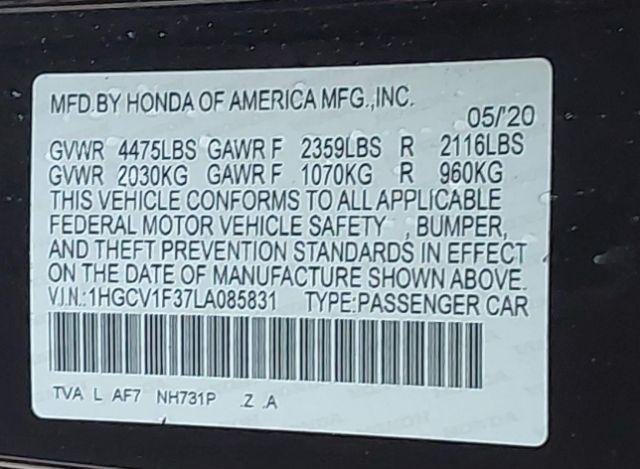 MFD.BY HONDA OF AMERICA MFG.,INC.
05/'20
GVWR 4475LBS GAWR F 2359LBS R 2116LBS
GVWR 2030KG GAWR F 1070KG R 960KG
THIS VEHICLE CONFORMS TO ALL APPLICABLE
FEDERAL MOTOR VEHICLE SAFETY , BUMPER,
AND THEFT PREVENTION STANDARDS IN EFFECT
ON THE DATE OF MANUFACTURE SHOWN ABOVE.
V.I.N.:1HGCV1F37LA085831 TYPE:PASSENGER CAR
TVA L AF7 NH731P .Z .A